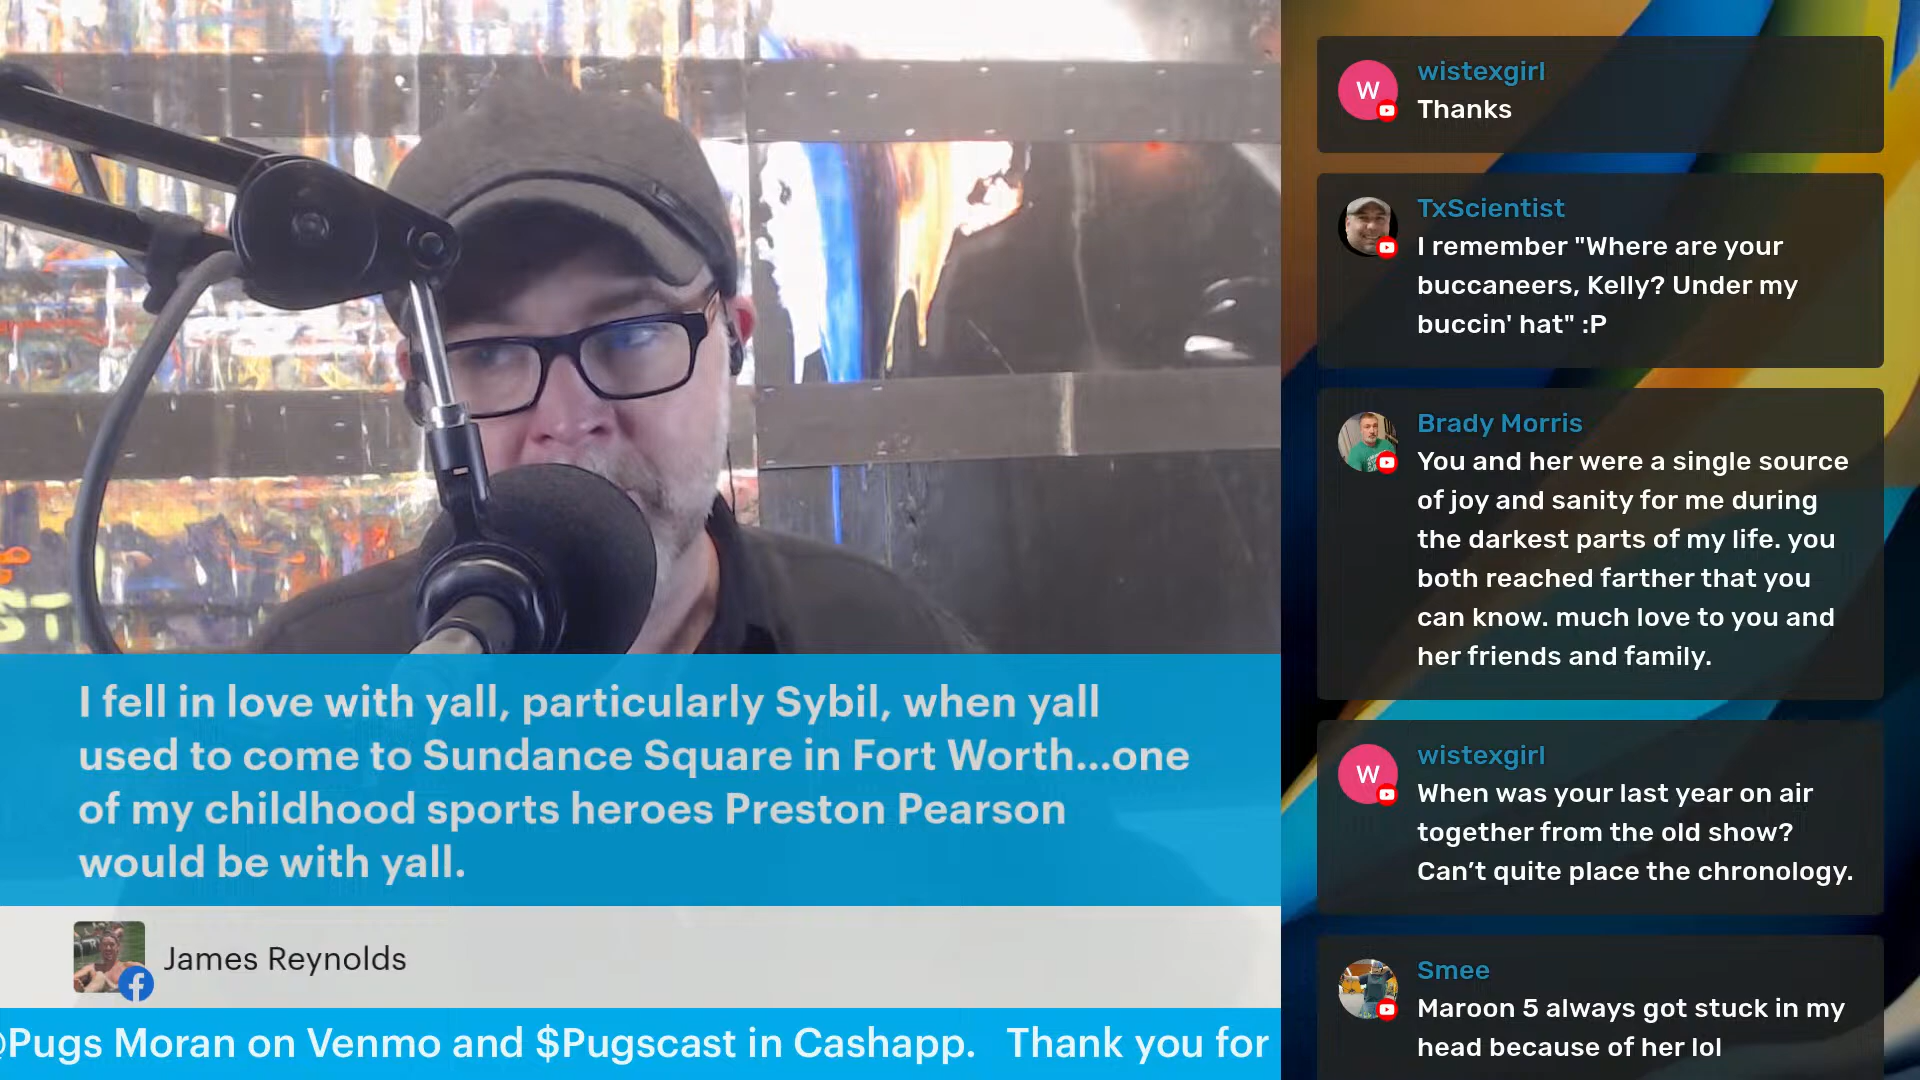 I fell in love with yall, particularly Sybil, when yall
used to come to Sundance Square in Fort Worth...one
of my childhood sports heroes Preston Pearson
would be with yall.
James Reynolds
@Pugs Moran on Venmo and $Pugscast in Cashapp. Thank you for
W
wistexgirl
Thanks
TxScientist
I remember "Where are your
buccaneers, Kelly? Under my
buccin' hat" :P
Brady Morris
You and her were a single source
of joy and sanity for me during
the darkest parts of my life. you
both reached farther that you
can know. much love to you and
her friends and family.
W
wistexgirl
When was your last year on air
together from the old show?
Can’t quite place the chronology.
Smee
Maroon 5 always got stuck in my
head because of her lol